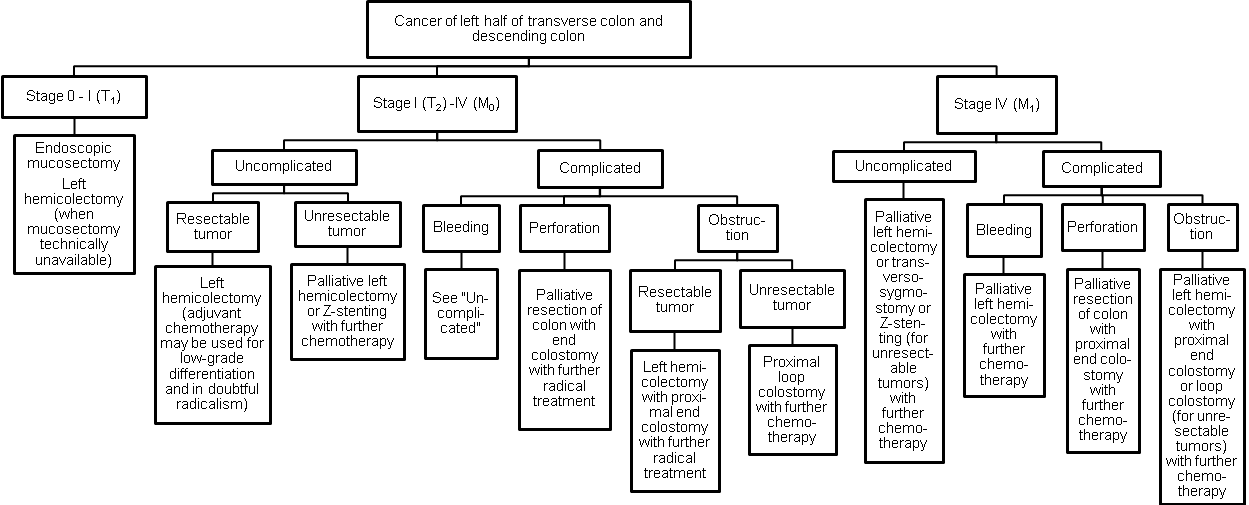 Cancer of left half of transverse colon and
descending colon
Stage 0 - I (T₁)
Stage I (T₂) -IV (M₀)
Stage IV (M₁)
Endoscopic
mucosectomy
Left
hemicolectomy
(when
mucosectomy
technically
unavailable)
Uncomplicated
Complicated
Uncomplicated
Complicated
Resectable
tumor
Unresectable
tumor
Bleeding
Perforation
Obstruc-
tion
Palliative
left hemi-
colectomy
or trans-
verso-
sygmo-
stomy or
Z-sten-
ting (for
unresect-
able
tumors)
with
further
chemo-
therapy
Bleeding
Perforation
Obstruc-
tion
Left
hemicolectomy
(adjuvant
chemotherapy
may be used for
low-grade
differentiation
and in doubtful
radicalism)
Palliative left
hemicolectomy
or Z-stenting
with further
chemotherapy
See "Un-
compli-
cated"
Palliative
resection of
colon with
end
colostomy
with further
radical
treatment
Resectable
tumor
Unresectable
tumor
Left hemi-
colectomy
with proxi-
mal end
colostomy
with further
radical
treatment
Proximal
loop
colostomy
with further
chemo-
therapy
Palliative
left hemi-
colectomy
with
further
chemo-
therapy
Palliative
resection
of colon
with
proximal
end colo-
stomy
with
further
chemo-
therapy
Palliative
left hemi-
colectomy
with
proximal
end
colostomy
or loop
colostomy
(for unre-
sectable
tumors)
with further
chemo-
therapy